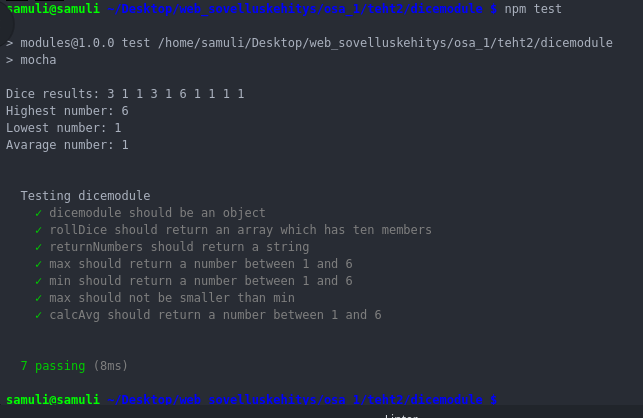 samuli@samuli ~/Desktop/web_sovelluskehitys/osa_1/teht2/dicemodule $ npm test
> modules@1.0.0 test /home/samuli/Desktop/web_sovelluskehitys/osa_1/teht2/dicemodule
> mocha
Dice results: 3 1 1 3 1 6 1 1 1 1
Highest number: 6
Lowest number: 1
Avarage number: 1
Testing dicemodule
✓ dicemodule should be an object
✓ rollDice should return an array which has ten members
✓ returnNumbers should return a string
✓ max should return a number between 1 and 6
✓ min should return a number between 1 and 6
✓ max should not be smaller than min
✓ calcAvg should return a number between 1 and 6
7 passing (8ms)
samuli@samuli ~/Desktop/web_sovelluskehitys/osa_1/teht2/dicemodule $